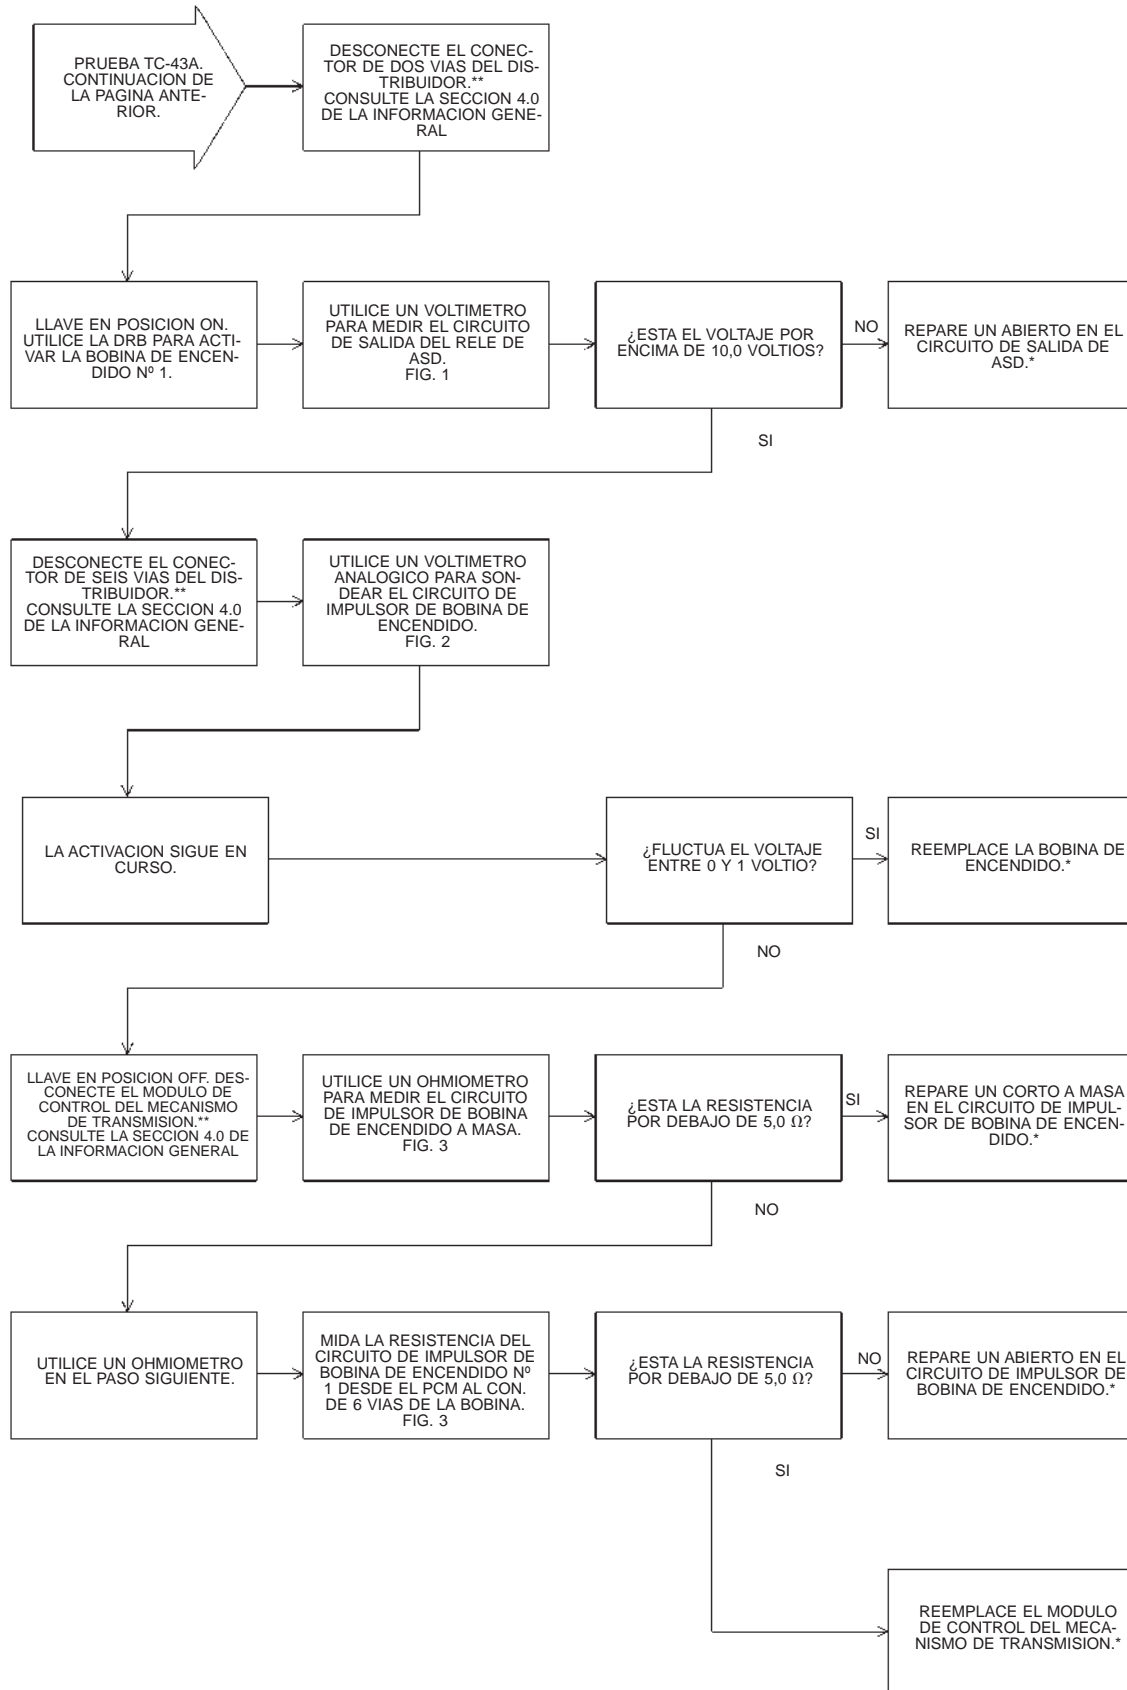 PRUEBA TC-43A.
CONTINUACION DE
LA PAGINA ANTE-
RIOR.
DESCONECTE EL CONEC-
TOR DE DOS VIAS DEL DIS-
TRIBUIDOR.**
CONSULTE LA SECCION 4.0
DE LA INFORMACION GENE-
RAL
LLAVE EN POSICION ON.
UTILICE LA DRB PARA ACTI-
VAR LA BOBINA DE ENCEN-
DIDO Nº 1.
UTILICE UN VOLTIMETRO
PARA MEDIR EL CIRCUITO
DE SALIDA DEL RELE DE
ASD.
FIG. 1
¿ESTA EL VOLTAJE POR
ENCIMA DE 10,0 VOLTIOS?
NO
REPARE UN ABIERTO EN EL
CIRCUITO DE SALIDA DE
ASD.*
SI
DESCONECTE EL CONEC-
TOR DE SEIS VIAS DEL DIS-
TRIBUIDOR.**
CONSULTE LA SECCION 4.0
DE LA INFORMACION GENE-
RAL
UTILICE UN VOLTIMETRO
ANALOGICO PARA SON-
DEAR EL CIRCUITO DE
IMPULSOR DE BOBINA DE
ENCENDIDO.
FIG. 2
LA ACTIVACION SIGUE EN
CURSO.
¿FLUCTUA EL VOLTAJE
ENTRE 0 Y 1 VOLTIO?
SI
REEMPLACE LA BOBINA DE
ENCENDIDO.*
NO
LLAVE EN POSICION OFF. DES-
CONECTE EL MODULO DE
CONTROL DEL MECANISMO
DE TRANSMISION.**
CONSULTE LA SECCION 4.0 DE
LA INFORMACION GENERAL
UTILICE UN OHMIOMETRO
PARA MEDIR EL CIRCUITO
DE IMPULSOR DE BOBINA
DE ENCENDIDO A MASA.
FIG. 3
¿ESTA LA RESISTENCIA
POR DEBAJO DE 5,0 Ω?
SI
REPARE UN CORTO A MASA
EN EL CIRCUITO DE IMPUL-
SOR DE BOBINA DE ENCEN-
DIDO.*
NO
UTILICE UN OHMIOMETRO
EN EL PASO SIGUIENTE.
MIDA LA RESISTENCIA DEL
CIRCUITO DE IMPULSOR DE
BOBINA DE ENCENDIDO Nº
1 DESDE EL PCM AL CON.
DE 6 VIAS DE LA BOBINA.
FIG. 3
¿ESTA LA RESISTENCIA
POR DEBAJO DE 5,0 Ω?
NO
REPARE UN ABIERTO EN EL
CIRCUITO DE IMPULSOR DE
BOBINA DE ENCENDIDO.*
SI
REEMPLACE EL MODULO
DE CONTROL DEL MECA-
NISMO DE TRANSMISION.*